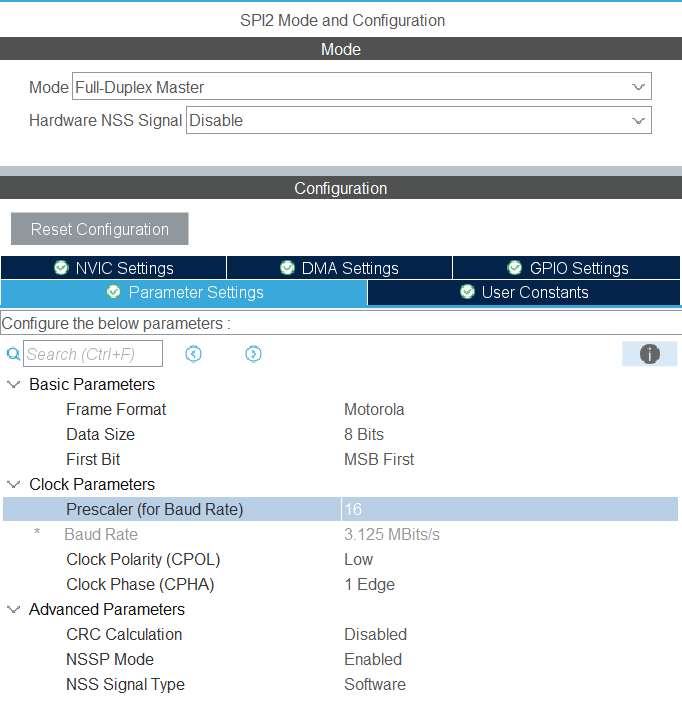 SPI2 Mode and Configuration
Mode
Mode Full-Duplex Master
Hardware NSS Signal Disable
Configuration
Reset Configuration
NVIC Settings DMA Settings GPIO Settings
Parameter Settings User Constants
Configure the below parameters :
Search (Ctrl+F)
Basic Parameters
Frame Format Motorola
Data Size 8 Bits
First Bit MSB First
Clock Parameters
Prescaler (for Baud Rate) 16
* Baud Rate 3.125 MBits/s
Clock Polarity (CPOL) Low
Clock Phase (CPHA) 1 Edge
Advanced Parameters
CRC Calculation Disabled
NSSP Mode Enabled
NSS Signal Type Software